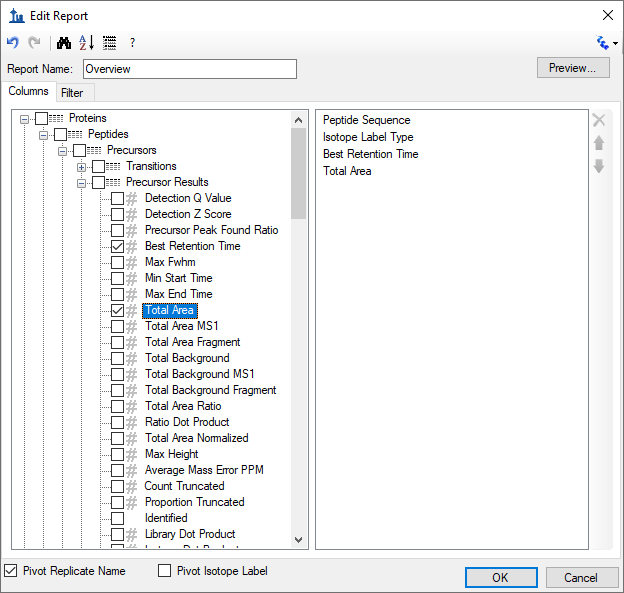 Edit Report
A
Z
?
Report Name: Overview Preview...
Columns Filter
Proteins
Peptides
Precursors
Transitions
Precursor Results
# Detection Q Value
# Detection Z Score
# Precursor Peak Found Ratio
# Best Retention Time
# Max Fwhm
# Min Start Time
# Max End Time
# Total Area
# Total Area MS1
# Total Area Fragment
# Total Background
# Total Background MS1
# Total Background Fragment
# Total Area Ratio
# Ratio Dot Product
# Total Area Normalized
# Max Height
# Average Mass Error PPM
# Count Truncated
# Proportion Truncated
Identified
# Library Dot Product
Peptide Sequence
Isotope Label Type
Best Retention Time
Total Area
Pivot Replicate Name Pivot Isotope Label
OK Cancel